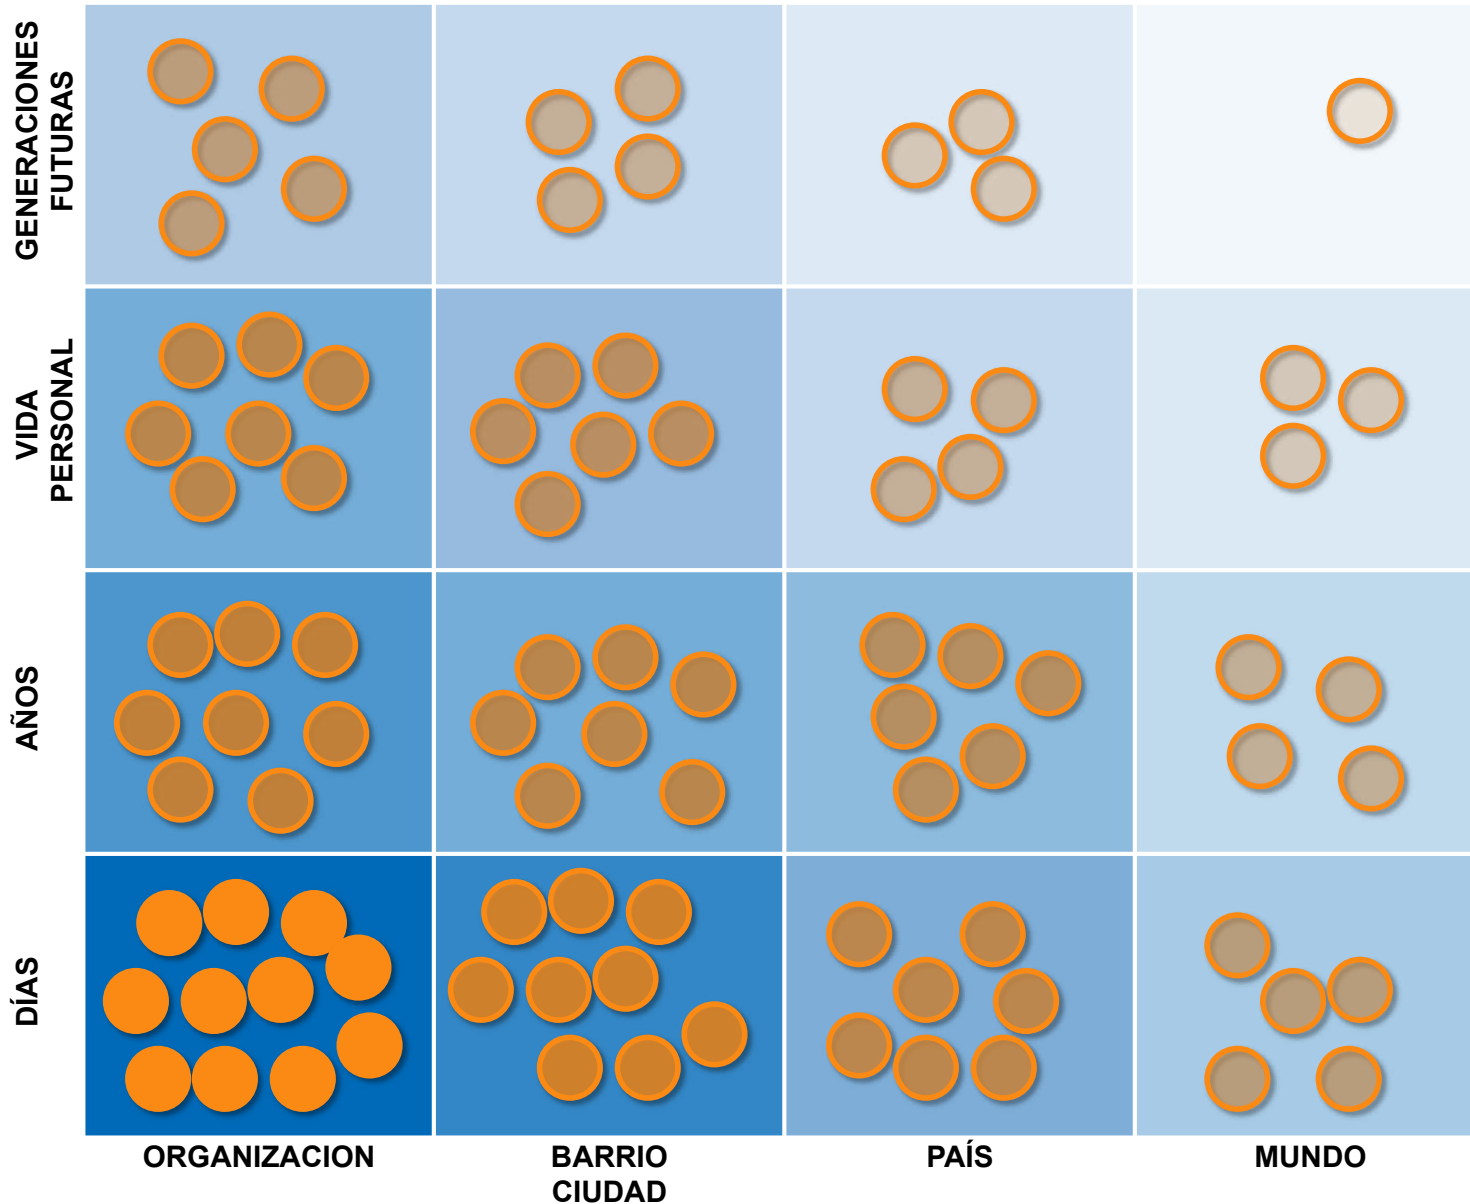 GENERACIONES
FUTURAS
VIDA
PERSONAL
AÑOS
DÍAS
ORGANIZACION
BARRIO
CIUDAD
PAÍS
MUNDO